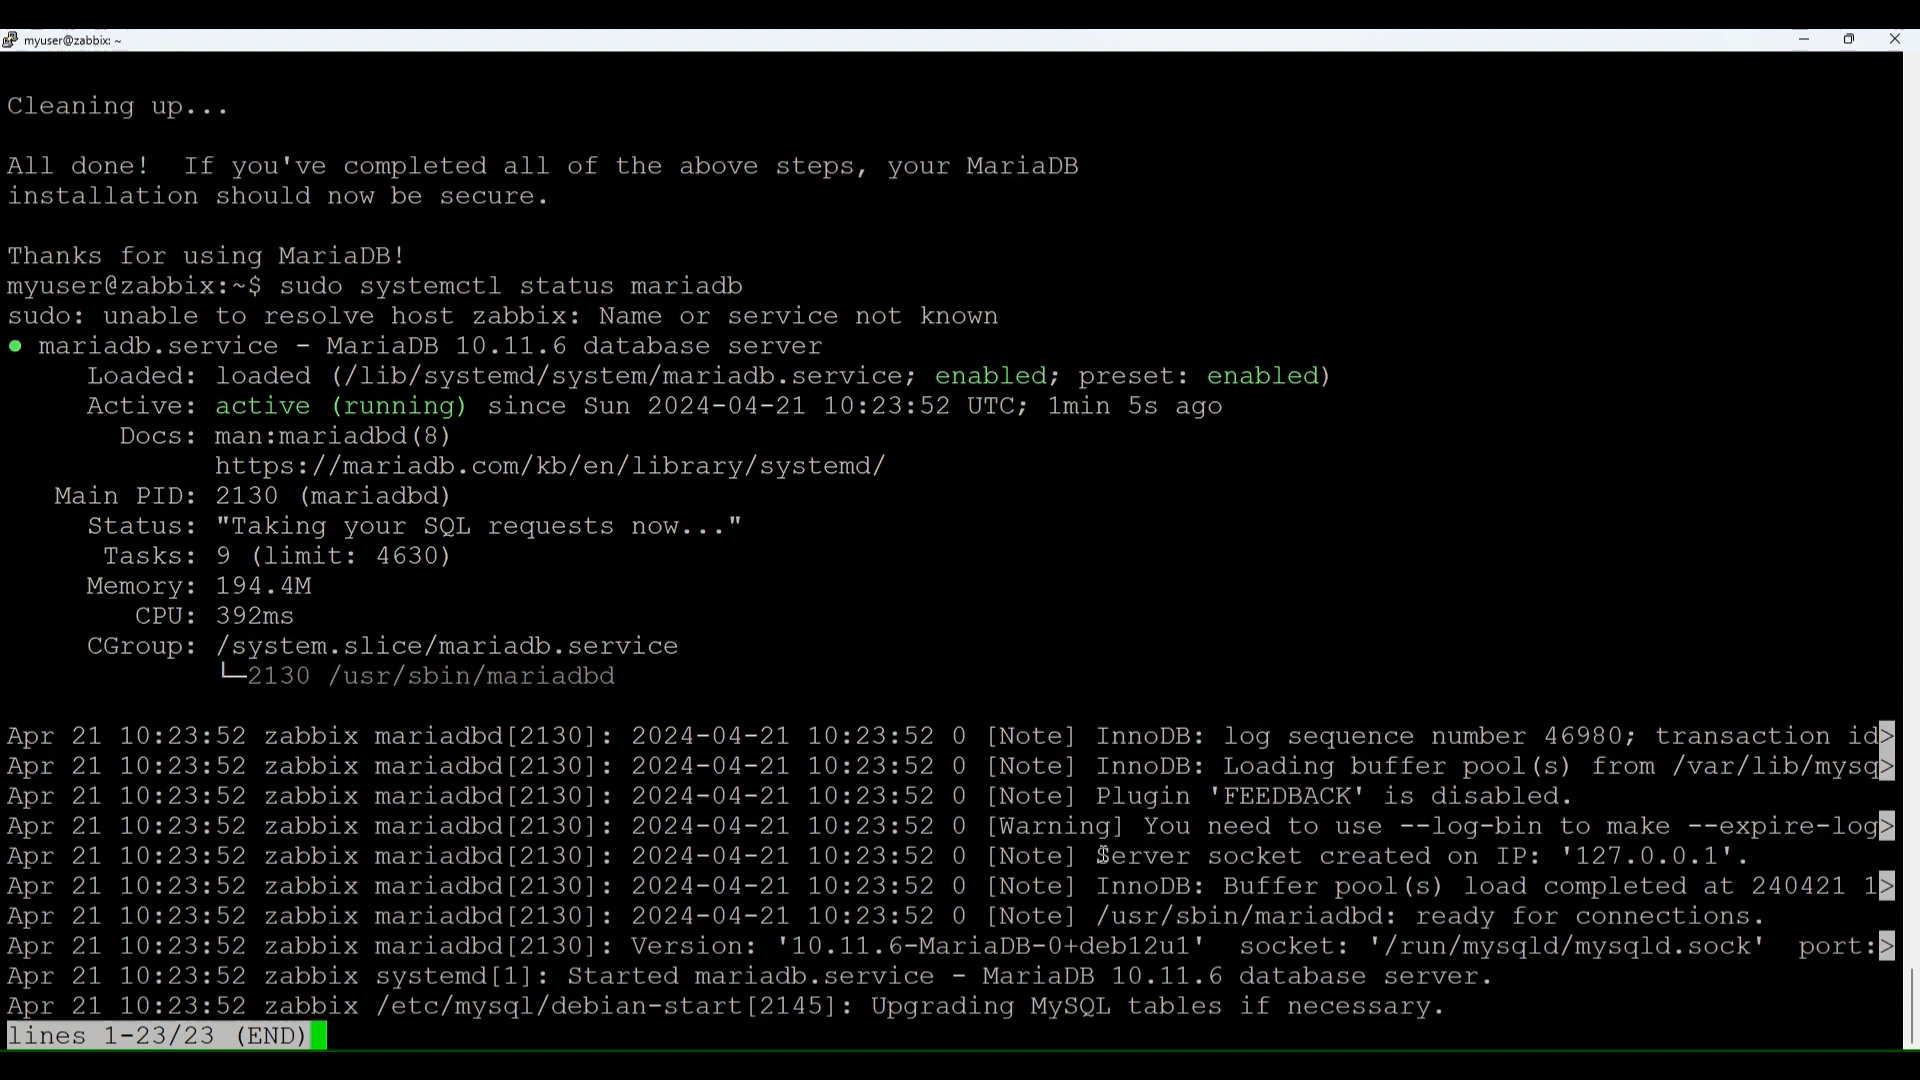 myuser@zabbix: ~
Cleaning up...
All done!  If you've completed all of the above steps, your MariaDB
installation should now be secure.
Thanks for using MariaDB!
myuser@zabbix:~$ sudo systemctl status mariadb
sudo: unable to resolve host zabbix: Name or service not known
● mariadb.service - MariaDB 10.11.6 database server
     Loaded: loaded (/lib/systemd/system/mariadb.service; enabled; preset: enabled)
     Active: active (running) since Sun 2024-04-21 10:23:52 UTC; 1min 5s ago
       Docs: man:mariadbd(8)
             https://mariadb.com/kb/en/library/systemd/
   Main PID: 2130 (mariadbd)
     Status: "Taking your SQL requests now..."
      Tasks: 9 (limit: 4630)
     Memory: 194.4M
        CPU: 392ms
     CGroup: /system.slice/mariadb.service
             └─2130 /usr/sbin/mariadbd
Apr 21 10:23:52 zabbix mariadbd[2130]: 2024-04-21 10:23:52 0 [Note] InnoDB: log sequence number 46980; transaction id>
Apr 21 10:23:52 zabbix mariadbd[2130]: 2024-04-21 10:23:52 0 [Note] InnoDB: Loading buffer pool(s) from /var/lib/mysq>
Apr 21 10:23:52 zabbix mariadbd[2130]: 2024-04-21 10:23:52 0 [Note] Plugin 'FEEDBACK' is disabled.
Apr 21 10:23:52 zabbix mariadbd[2130]: 2024-04-21 10:23:52 0 [Warning] You need to use --log-bin to make --expire-log>
Apr 21 10:23:52 zabbix mariadbd[2130]: 2024-04-21 10:23:52 0 [Note] Server socket created on IP: '127.0.0.1'.
Apr 21 10:23:52 zabbix mariadbd[2130]: 2024-04-21 10:23:52 0 [Note] InnoDB: Buffer pool(s) load completed at 240421 1>
Apr 21 10:23:52 zabbix mariadbd[2130]: 2024-04-21 10:23:52 0 [Note] /usr/sbin/mariadbd: ready for connections.
Apr 21 10:23:52 zabbix mariadbd[2130]: Version: '10.11.6-MariaDB-0+deb12u1'  socket: '/run/mysqld/mysqld.sock'  port:>
Apr 21 10:23:52 zabbix systemd[1]: Started mariadb.service - MariaDB 10.11.6 database server.
Apr 21 10:23:52 zabbix /etc/mysql/debian-start[2145]: Upgrading MySQL tables if necessary.
lines 1-23/23 (END)